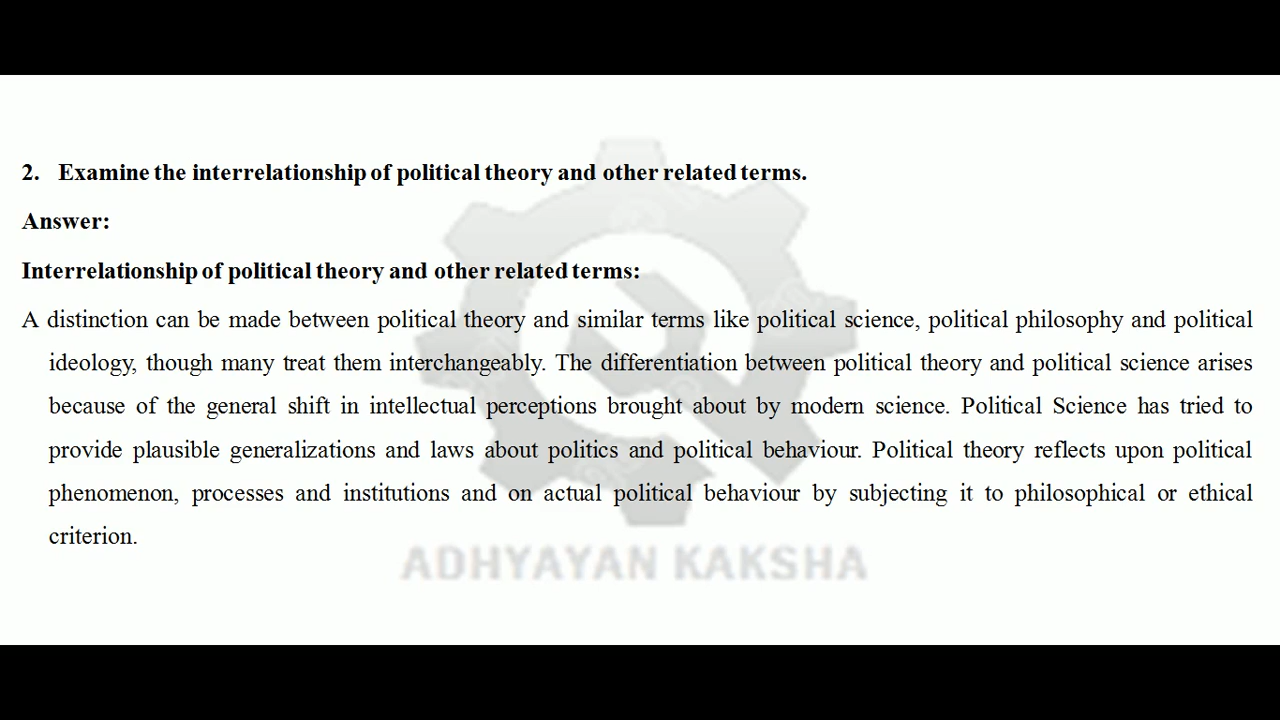 2. Examine the interrelationship of political theory and other related terms.
Answer:
Interrelationship of political theory and other related terms:
A distinction can be made between political theory and similar terms like political science, political philosophy and political
ideology, though many treat them interchangeably. The differentiation between political theory and political science arises
because of the general shift in intellectual perceptions brought about by modern science. Political Science has tried to
provide plausible generalizations and laws about politics and political behaviour. Political theory reflects upon political
phenomenon, processes and institutions and on actual political behaviour by subjecting it to philosophical or ethical
criterion.
ADHYAYAN KAKSHA